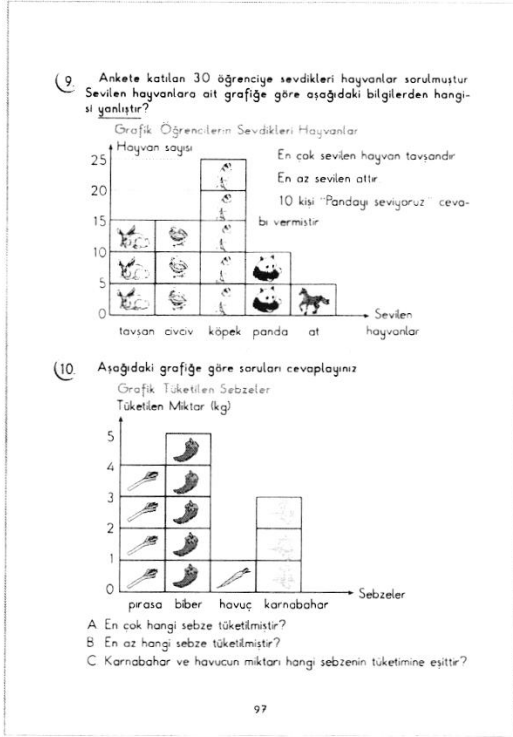 9. Ankete katılan 30 öğrenciye sevdikleri hayvanlar sorulmuştur
Sevilen hayvanlara ait grafiğe göre aşağıdaki bilgilerden hangi-
si yanlıştır?
Grafik Öğrencilerin Sevdikleri Hayvanlar
Hayvan sayısı
En çok sevilen hayvan tavşandır
En az sevilen attır
10 kişi "Pandayı seviyoruz" ceva-
bı vermiştir
25
20
15
10
5
0
Sevilen
hayvanlar
tavşan civciv köpek panda at
10. Aşağıdaki grafiğe göre soruları cevaplayınız
Grafik Tüketilen Sebzeler
Tüketilen Miktar (kg)
5
4
3
2
1
0
Sebzeler
pırasa biber havuç karnabahar
A En çok hangi sebze tüketilmiştir?
B En az hangi sebze tüketilmiştir?
C Karnabahar ve havucun miktarı hangi sebzenin tüketimine eşittir?
97